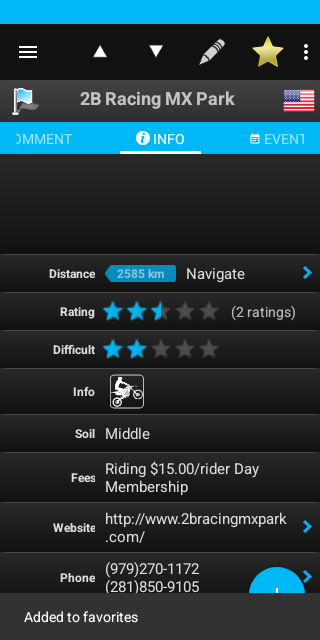 2B Racing MX Park
OMMENT
INFO
EVENT
Distance
2585 km
Navigate
Rating
(2 ratings)
Difficult
Info
Soil
Middle
Fees
Riding $15.00/rider Day
Membership
Website
http://www.2bracingmxpark
.com/
Phone
(979)270-1172
(281)850-9105
Added to favorites